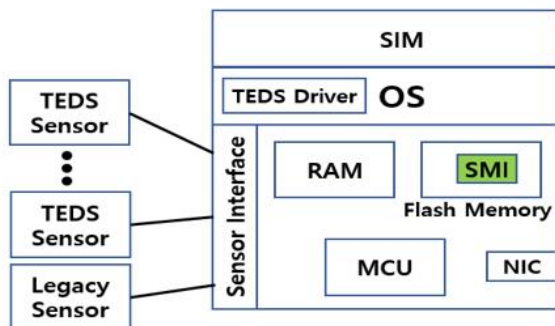 SIM
TEDS Driver
OS
TEDS
Sensor
TEDS
Sensor
Legacy
Sensor
Sensor Interface
RAM
SMI
Flash Memory
MCU
NIC